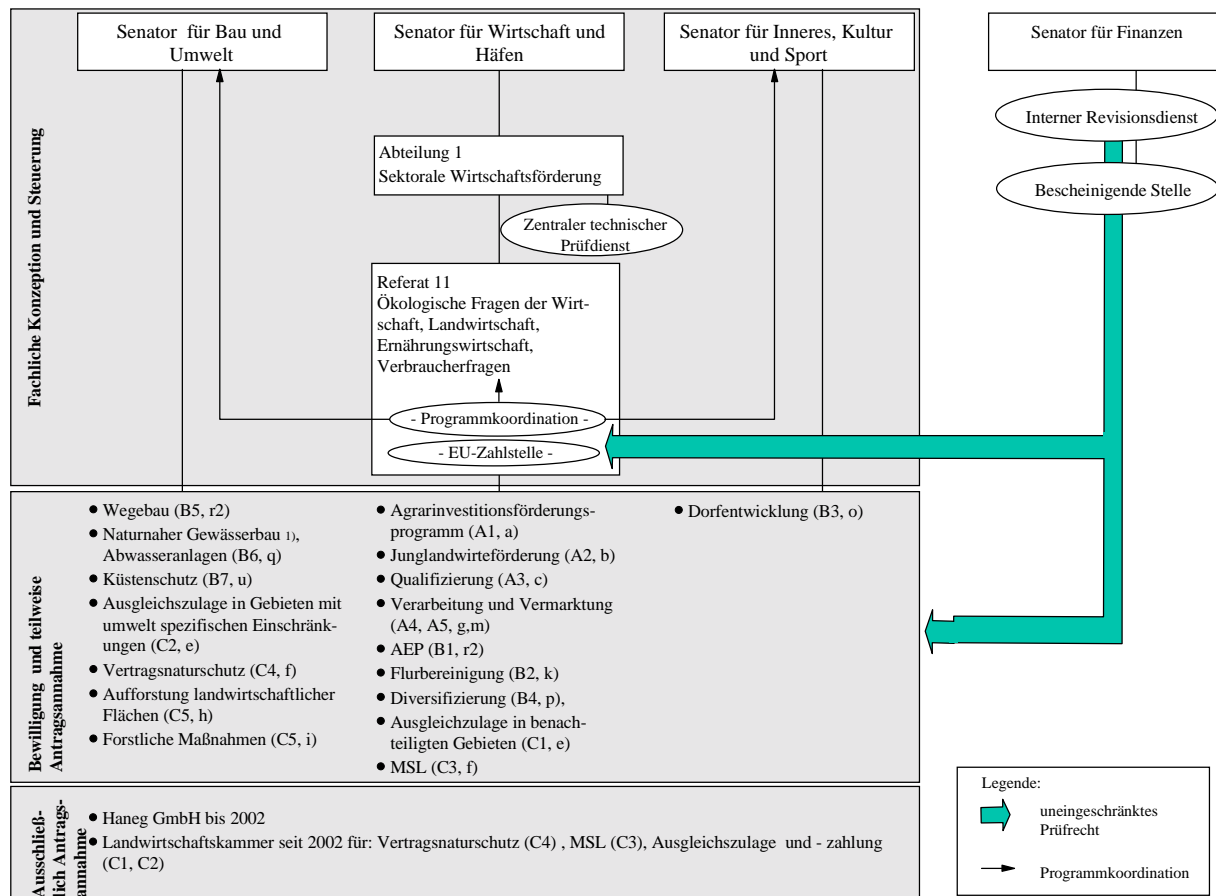 Senator für Bau und
Umwelt
Senator für Wirtschaft und
Häfen
Senator für Inneres, Kultur
und Sport
Senator für Finanzen
Interner Revisionsdienst
Bescheinigende Stelle
Fachliche Konzeption und Steuerung
Abteilung 1
Sektorale Wirtschaftsförderung
Zentraler technischer
Prüfdienst
Referat 11
Ökologische Fragen der Wirt-
schaft, Landwirtschaft,
Ernährungswirtschaft,
Verbraucherfragen
- Programmkoordination -
- EU-Zahlstelle -
Bewilligung und teilweise
Antragsannahme
• Wegebau (B5, r2)
• Naturnaher Gewässerbau 1),
Abwasseranlagen (B6, q)
• Küstenschutz (B7, u)
• Ausgleichszulage in Gebieten mit
umwelt spezifischen Einschränk-
ungen (C2, e)
• Vertragsnaturschutz (C4, f)
• Aufforstung landwirtschaftlicher
Flächen (C5, h)
• Forstliche Maßnahmen (C5, i)
• Agrarinvestitionsförderungs-
programm (A1, a)
• Junglandwirteförderung (A2, b)
• Qualifizierung (A3, c)
• Verarbeitung und Vermarktung
(A4, A5, g,m)
• AEP (B1, r2)
• Flurbereinigung (B2, k)
• Diversifizierung (B4, p),
• Ausgleichzulage in benach-
teiligten Gebieten (C1, e)
• MSL (C3, f)
• Dorfentwicklung (B3, o)
Ausschließ-
lich Antrags-
annahme
• Haneg GmbH bis 2002
• Landwirtschaftskammer seit 2002 für: Vertragsnaturschutz (C4) , MSL (C3), Ausgleichszulage und - zahlung
(C1, C2)
Legende:
uneingeschränktes
Prüfrecht
Programmkoordination